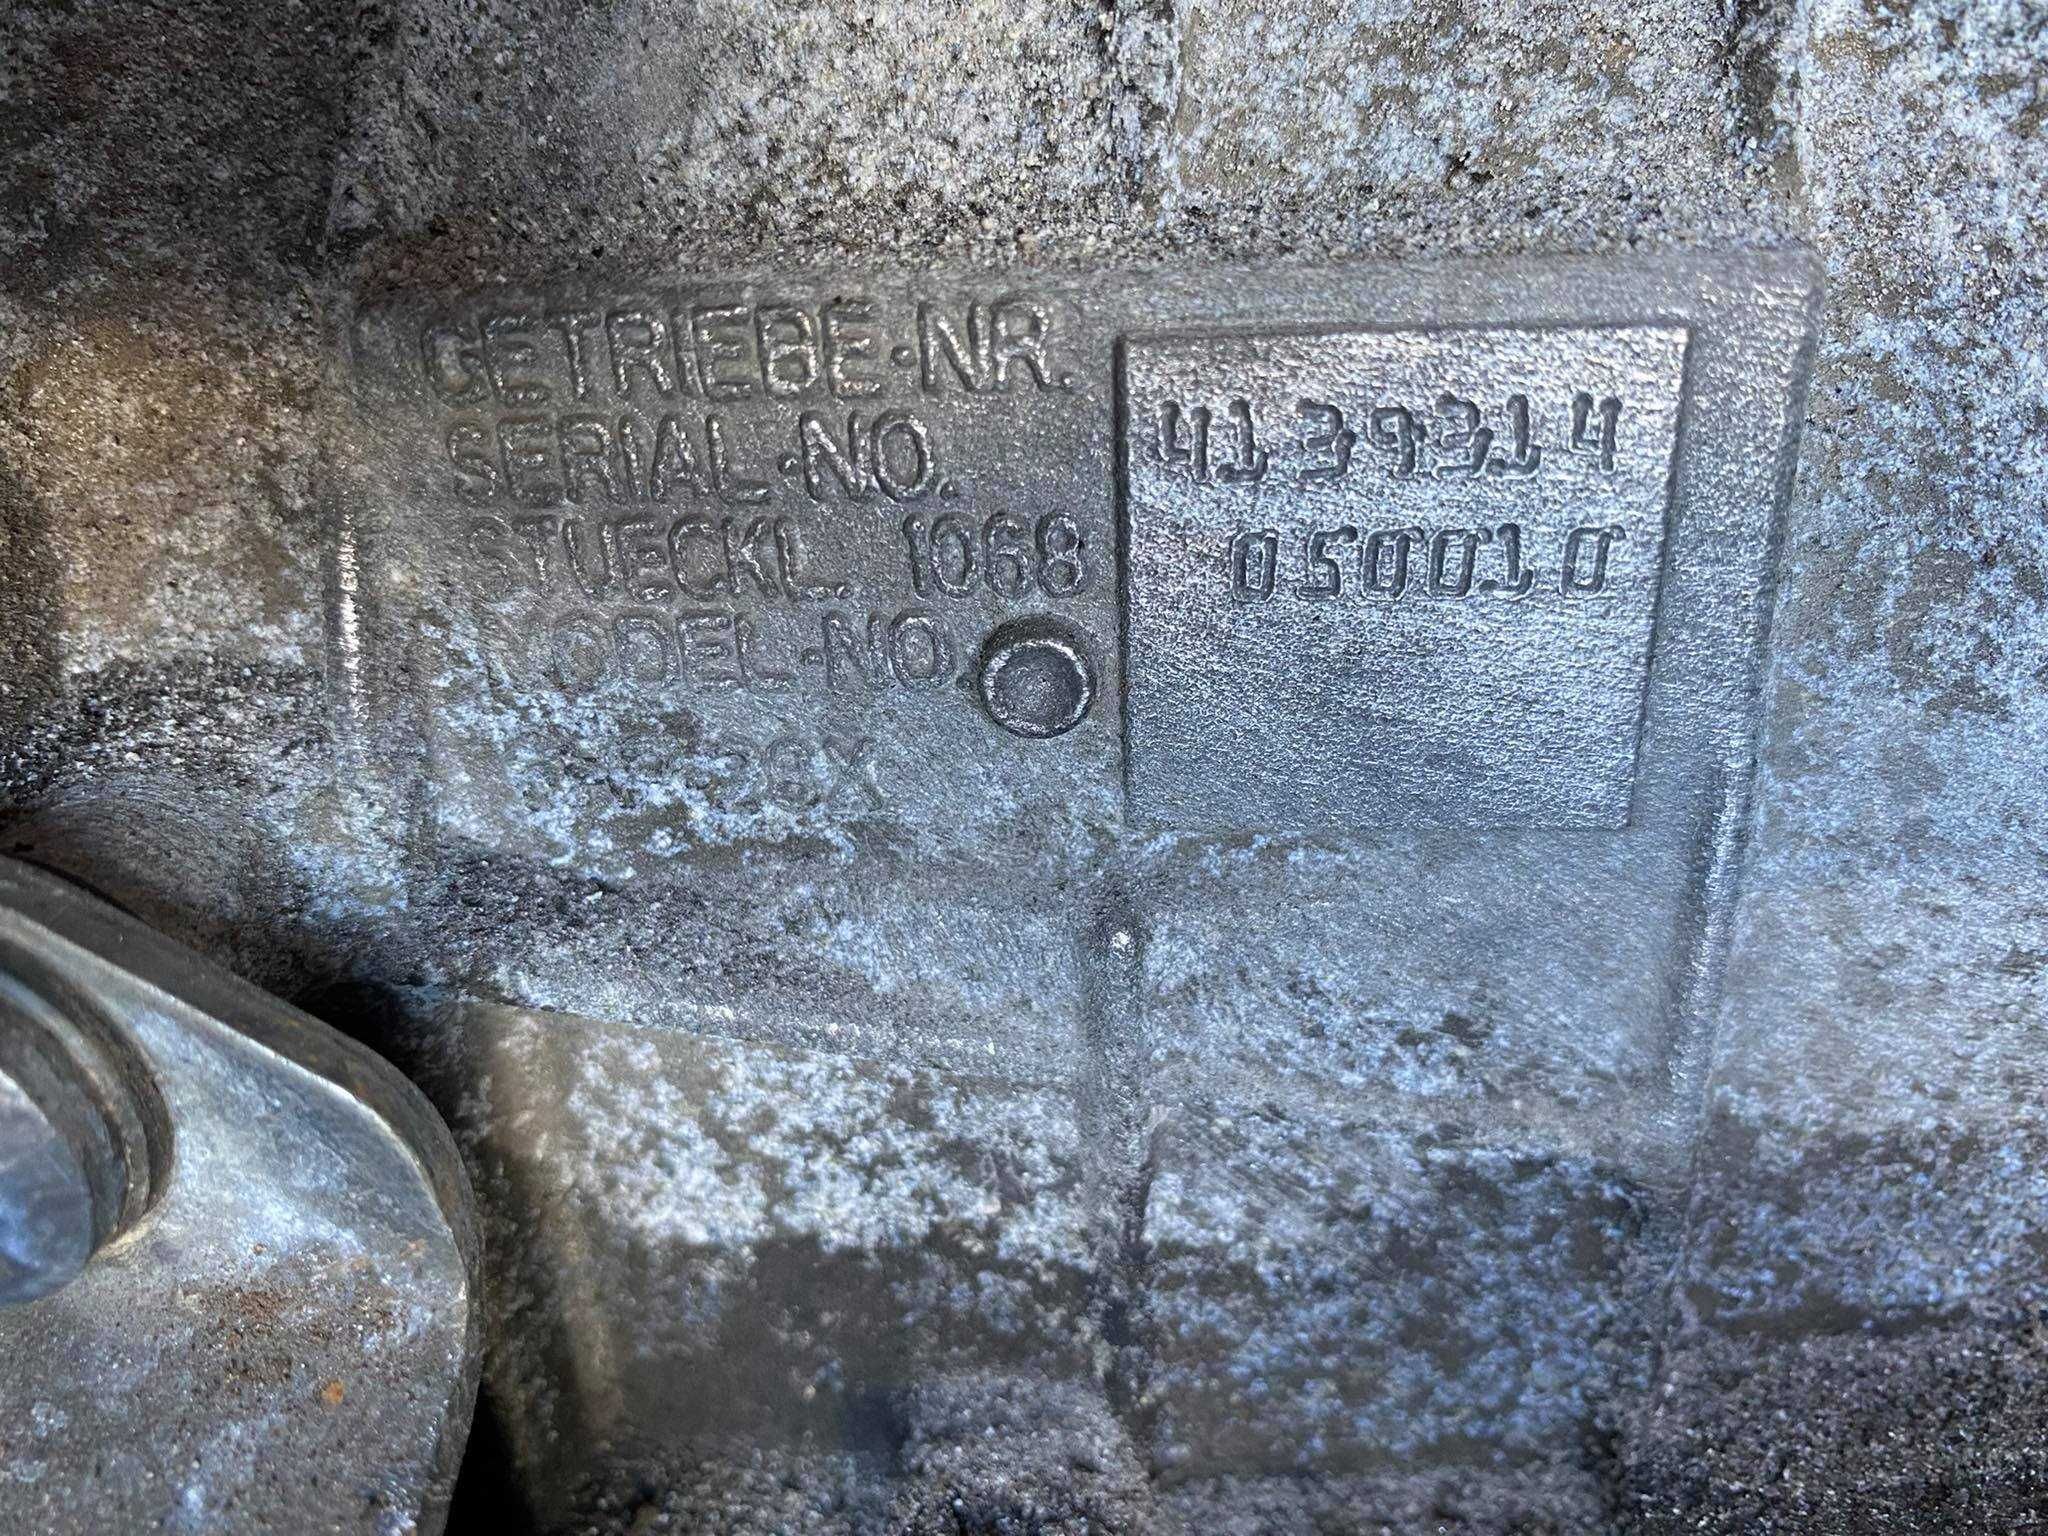 GETRIEBE-NR.
SERIAL-NO. 4139314
STUECKL. 1068 050010
MODEL-NO